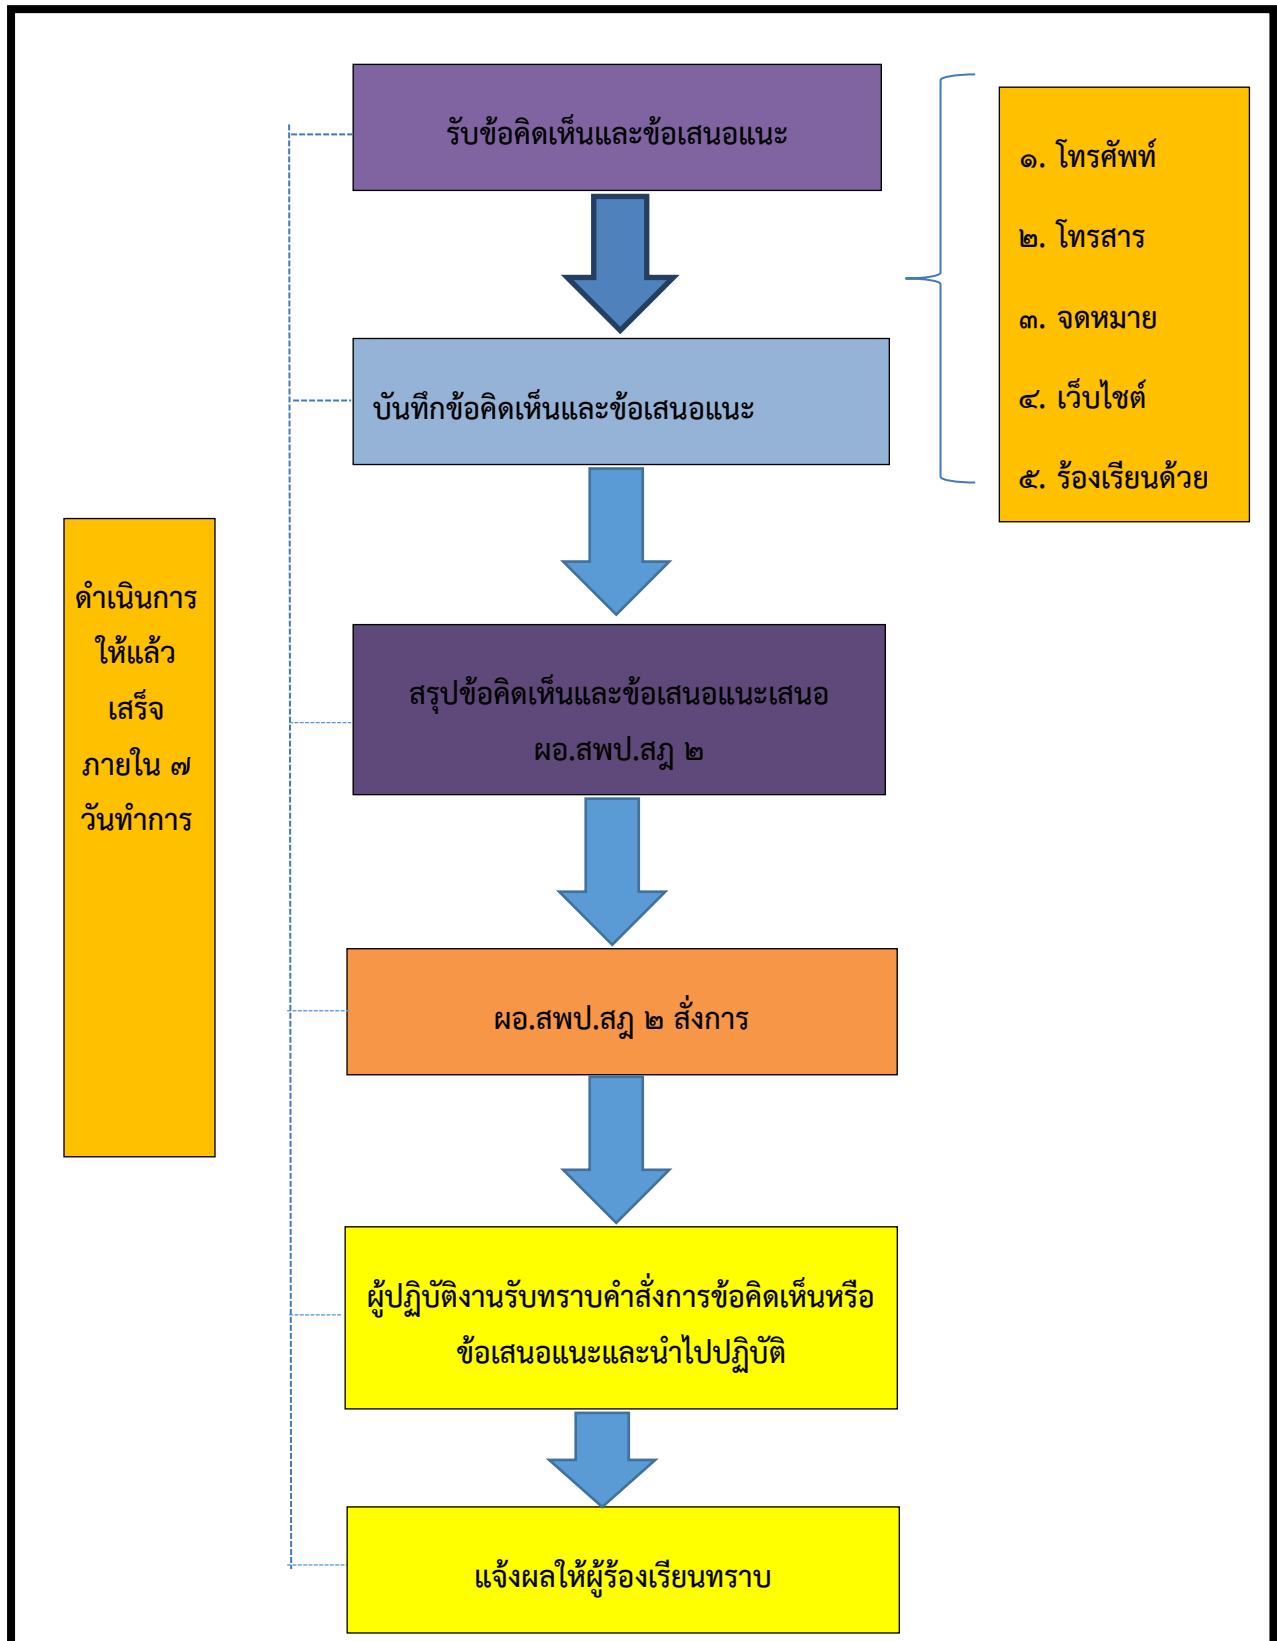 รับข้อคิดเห็นและข้อเสนอแนะ
๑. โทรศัพท์
๒. โทรสาร
๓. จดหมาย
๔. เว็บไซต์
๕. ร้องเรียนด้วย
บันทึกข้อคิดเห็นและข้อเสนอแนะ
ดำเนินการ
ให้แล้ว
เสร็จ
ภายใน ๗
วันทำการ
สรุปข้อคิดเห็นและข้อเสนอแนะเสนอ
ผอ.สพป.สฎ ๒
ผอ.สพป.สฎ ๒ สั่งการ
ผู้ปฏิบัติงานรับทราบคำสั่งการข้อคิดเห็นหรือ
ข้อเสนอแนะและนำไปปฏิบัติ
แจ้งผลให้ผู้ร้องเรียนทราบ